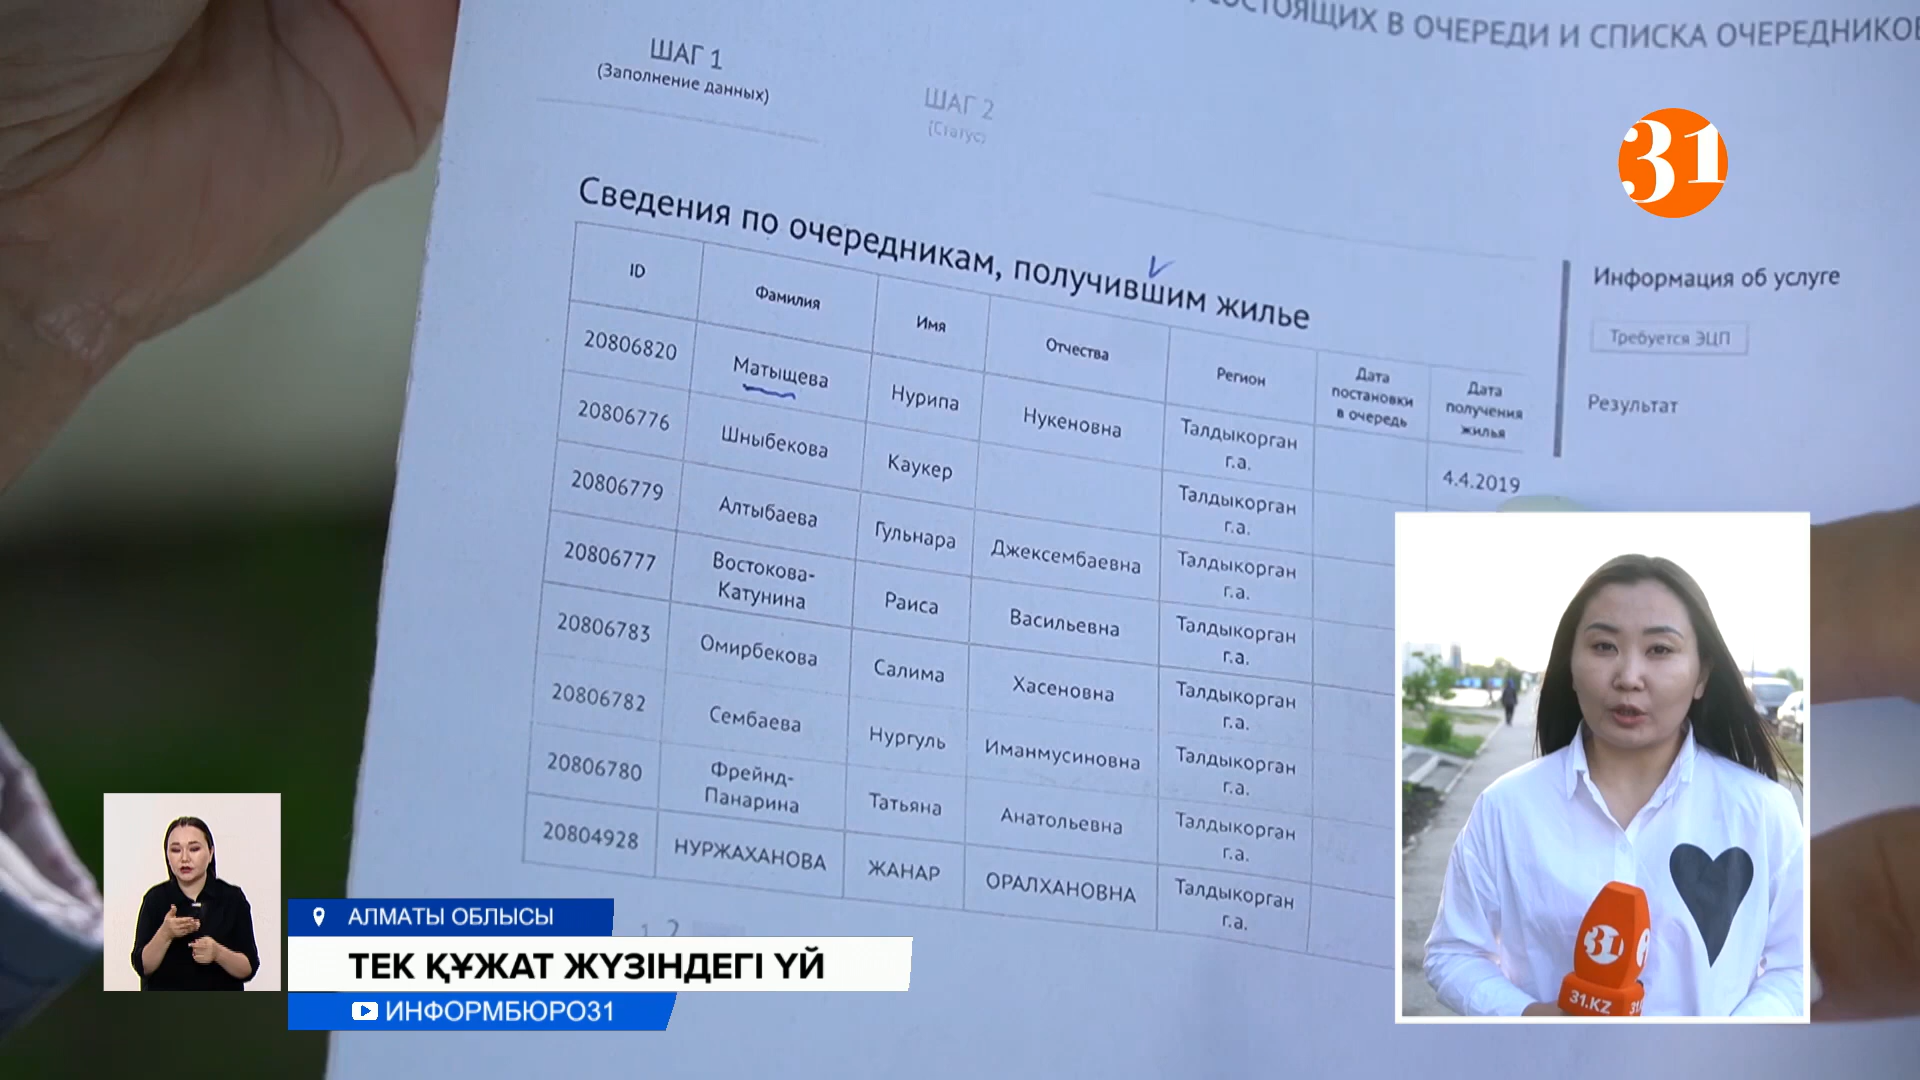 СОСТОЯЩИХ В ОЧЕРЕДИ И СПИСКА ОЧЕРЕДНИКОВ
ШАГ 1
(Заполнение данных)
ШАГ 2
(Статус)
31
Сведения по очередникам, получившим жилье
Информация об услуге
Требуется ЭЦП
Результат
ID Фамилия Имя Отчества Регион Дата постановки в очередь Дата получения жилья
20806820 Матыщева Нурипа Нукеновна Талдыкорган г.а. 4.4.2019
20806776 Шныбекова Каукер Талдыкорган г.а.
20806779 Алтыбаева Гульнара Джексембаевна Талдыкорган г.а.
20806777 Востокова-Катунина Раиса Васильевна Талдыкорган г.а.
20806783 Омирбекова Салима Хасеновна Талдыкорган г.а.
20806782 Сембаева Нургуль Иманмусиновна Талдыкорган г.а.
20806780 Фрейнд-Панарина Татьяна Анатольевна Талдыкорган г.а.
20804928 НУРЖАХАНОВА ЖАНАР ОРАЛХАНОВНА Талдыкорган г.а.
1 2
АЛМАТЫ ОБЛЫСЫ
ТЕК ҚҰЖАТ ЖҮЗІНДЕГІ ҮЙ
ИНФОРМБЮРО31
31
31.KZ